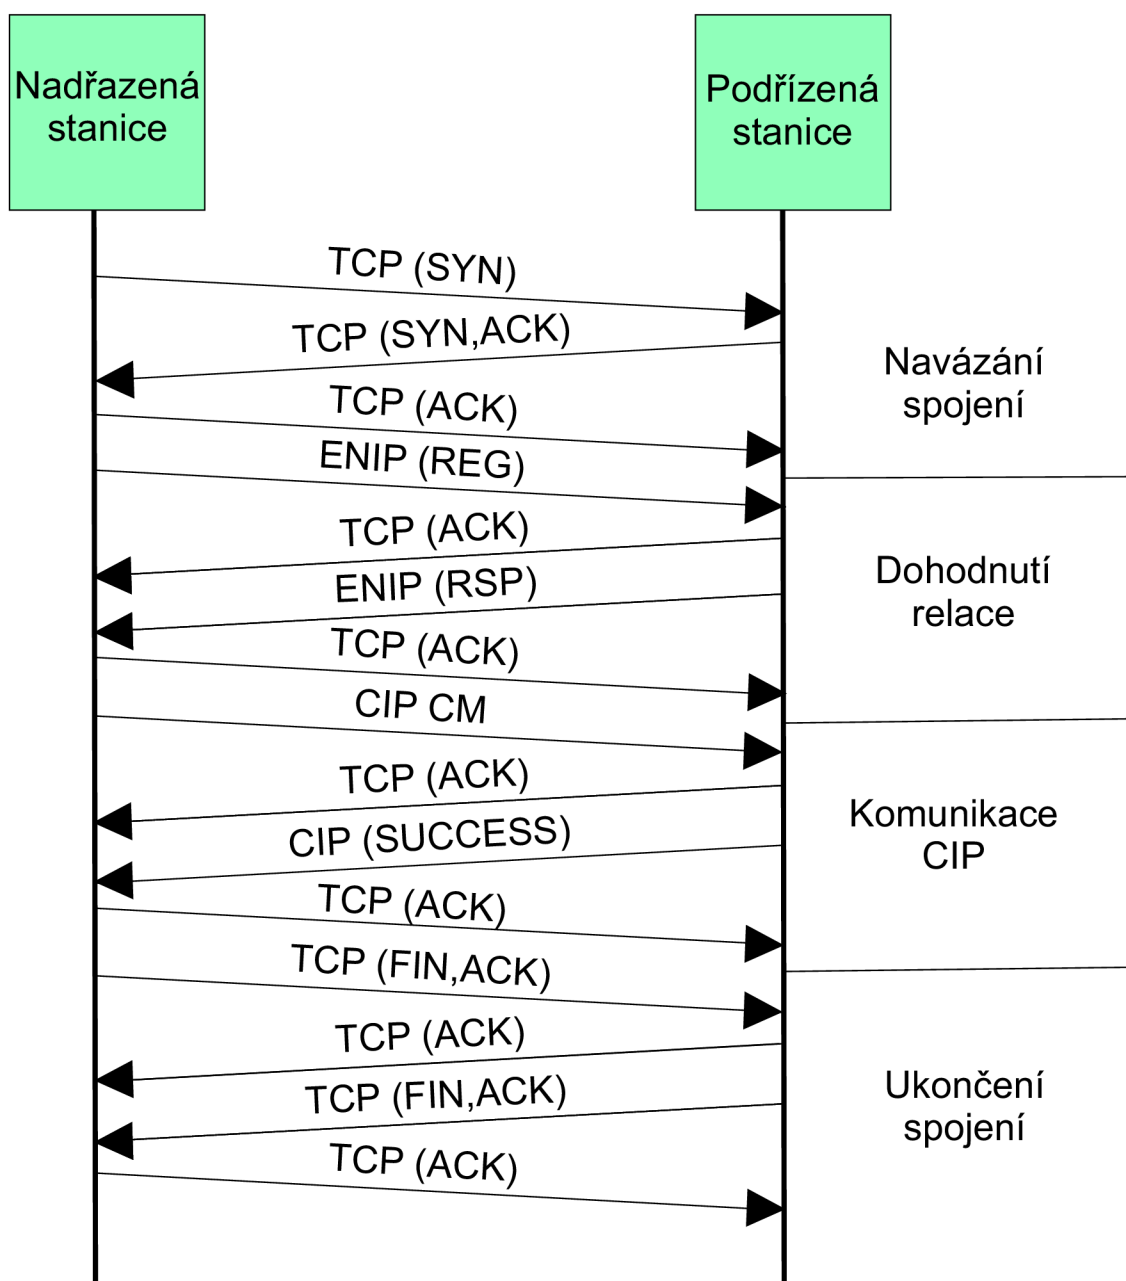 Nadřazená
stanice
Podřízená
stanice
TCP (SYN)
TCP (SYN,ACK)
TCP (ACK)
Navázání
spojení
ENIP (REG)
TCP (ACK)
ENIP (RSP)
TCP (ACK)
Dohodnutí
relace
CIP CM
TCP (ACK)
CIP (SUCCESS)
TCP (ACK)
Komunikace
CIP
TCP (FIN,ACK)
TCP (ACK)
TCP (FIN,ACK)
TCP (ACK)
Ukončení
spojení